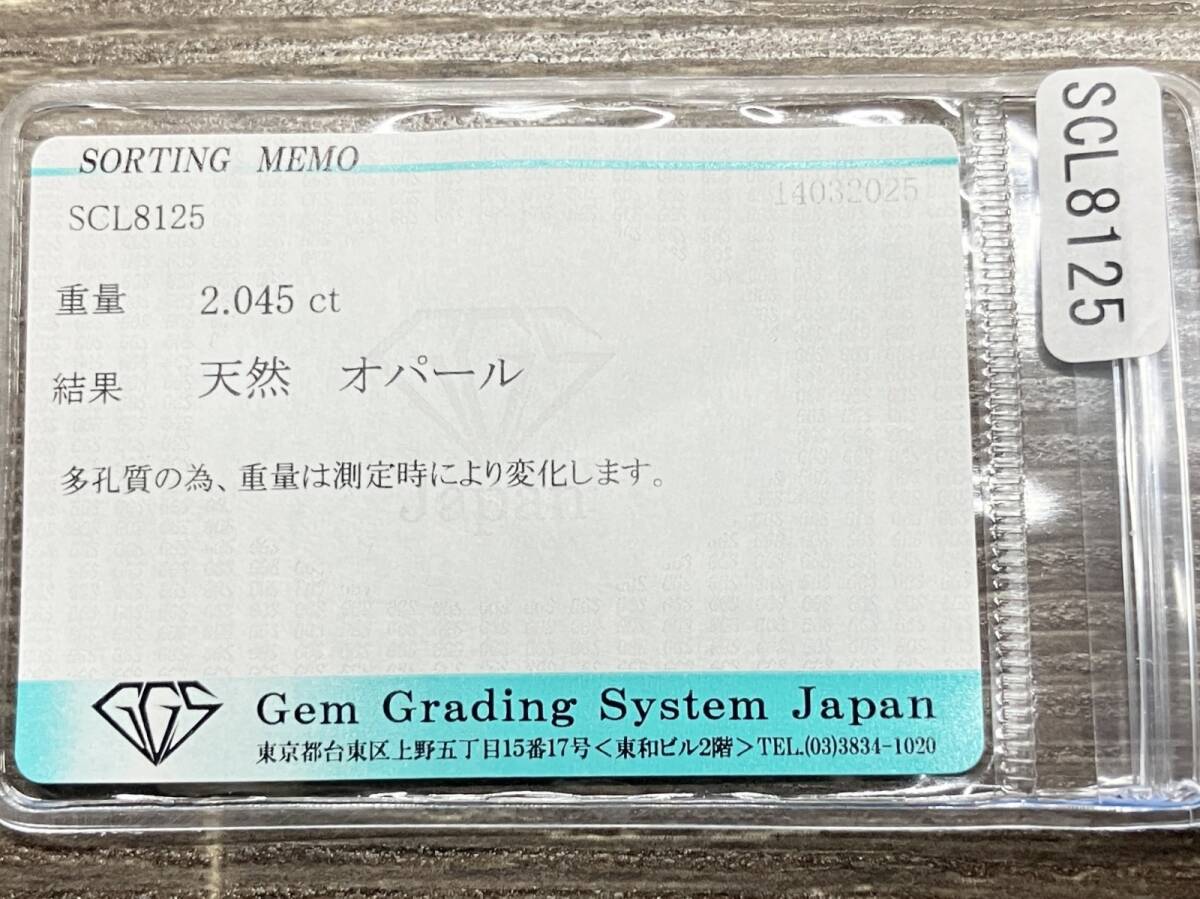 SORTING MEMO
14032025
SCL8125
重量 2.045 ct
結果 天然 オパール
多孔質の為、重量は測定時により変化します。
Japan
GGS
Gem Grading System Japan
東京都台東区上野五丁目15番17号<東和ビル2階>TEL.(03)3834-1020
SCL8125